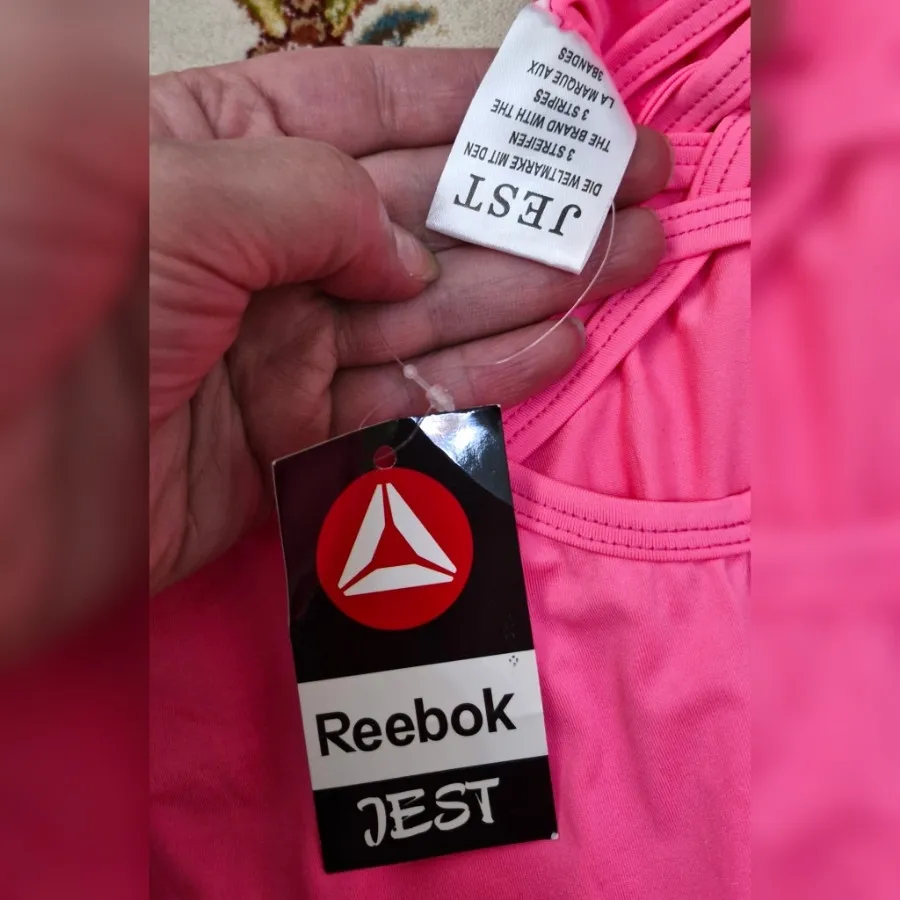 JEST
DIE WELTMARKE MIT DEN
3 STREIFEN
THE BRAND WITH THE
3 STRIPES
LA MARQUE AUX
3BANDES
Reebok
JEST